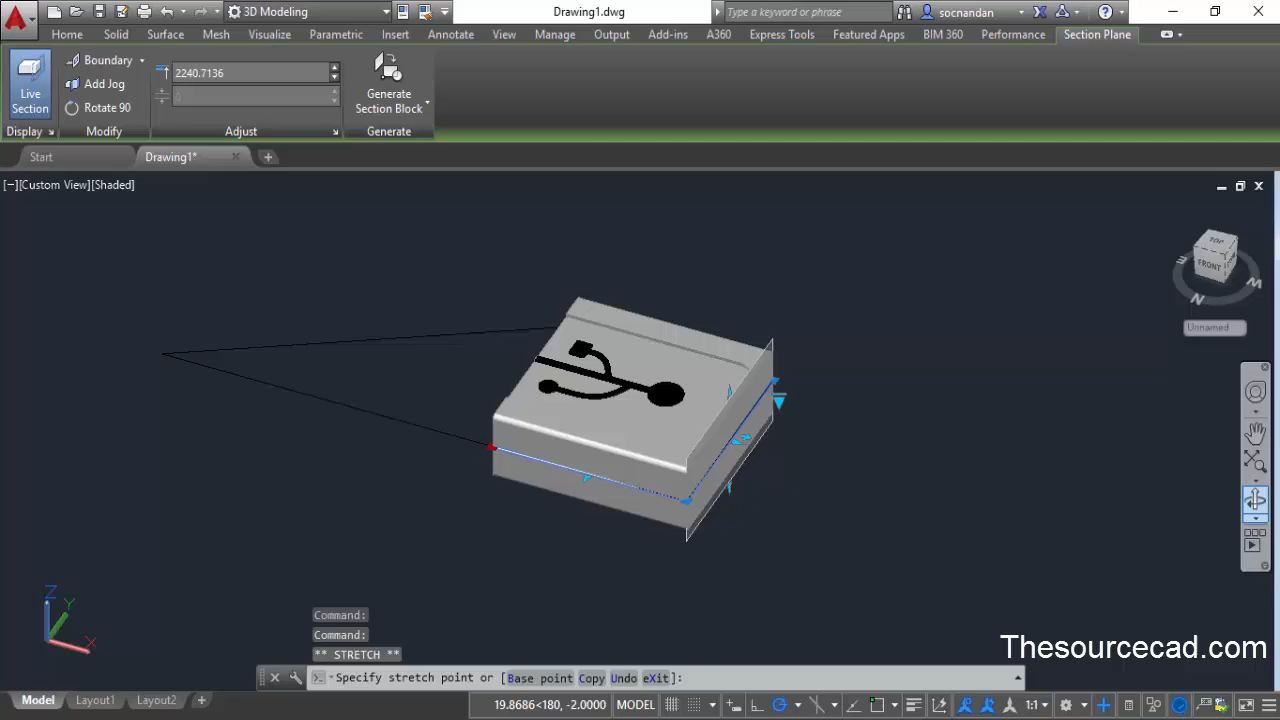 3D Modeling
Drawing1.dwg
Type a keyword or phrase
socnandan
Home Solid Surface Mesh Visualize Parametric Insert Annotate View Manage Output Add-ins A360 Express Tools Featured Apps BIM 360 Performance Section Plane
Live Section
Boundary
Add Jog
Rotate 90
2240.7136
0
Generate
Section Block
Display Modify Adjust Generate
Start Drawing1*
[−][Custom View][Shaded]
TOP
FRONT
E
W
N
Unnamed
Z
Y
X
Command:
Command:
** STRETCH **
Specify stretch point or [Base point Copy Undo eXit]:
Thesourcecad.com
Model Layout1 Layout2
19.8686<180, -2.0000 MODEL 1:1